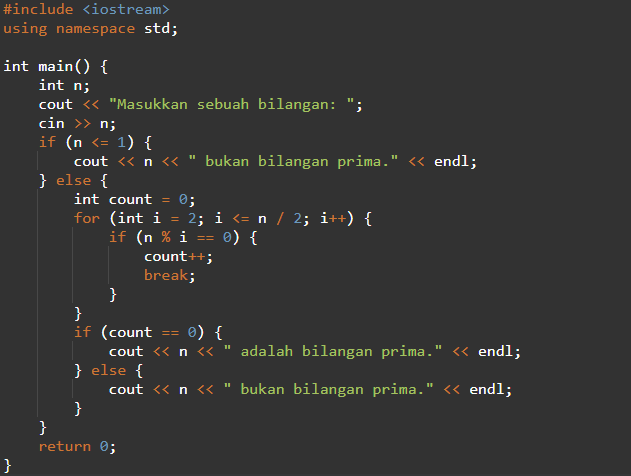 #include <iostream>
using namespace std;
int main() {
    int n;
    cout << "Masukkan sebuah bilangan: ";
    cin >> n;
    if (n <= 1) {
        cout << n << " bukan bilangan prima." << endl;
    } else {
        int count = 0;
        for (int i = 2; i <= n / 2; i++) {
            if (n % i == 0) {
                count++;
                break;
            }
        }
        if (count == 0) {
            cout << n << " adalah bilangan prima." << endl;
        } else {
            cout << n << " bukan bilangan prima." << endl;
        }
    }
    return 0;
}